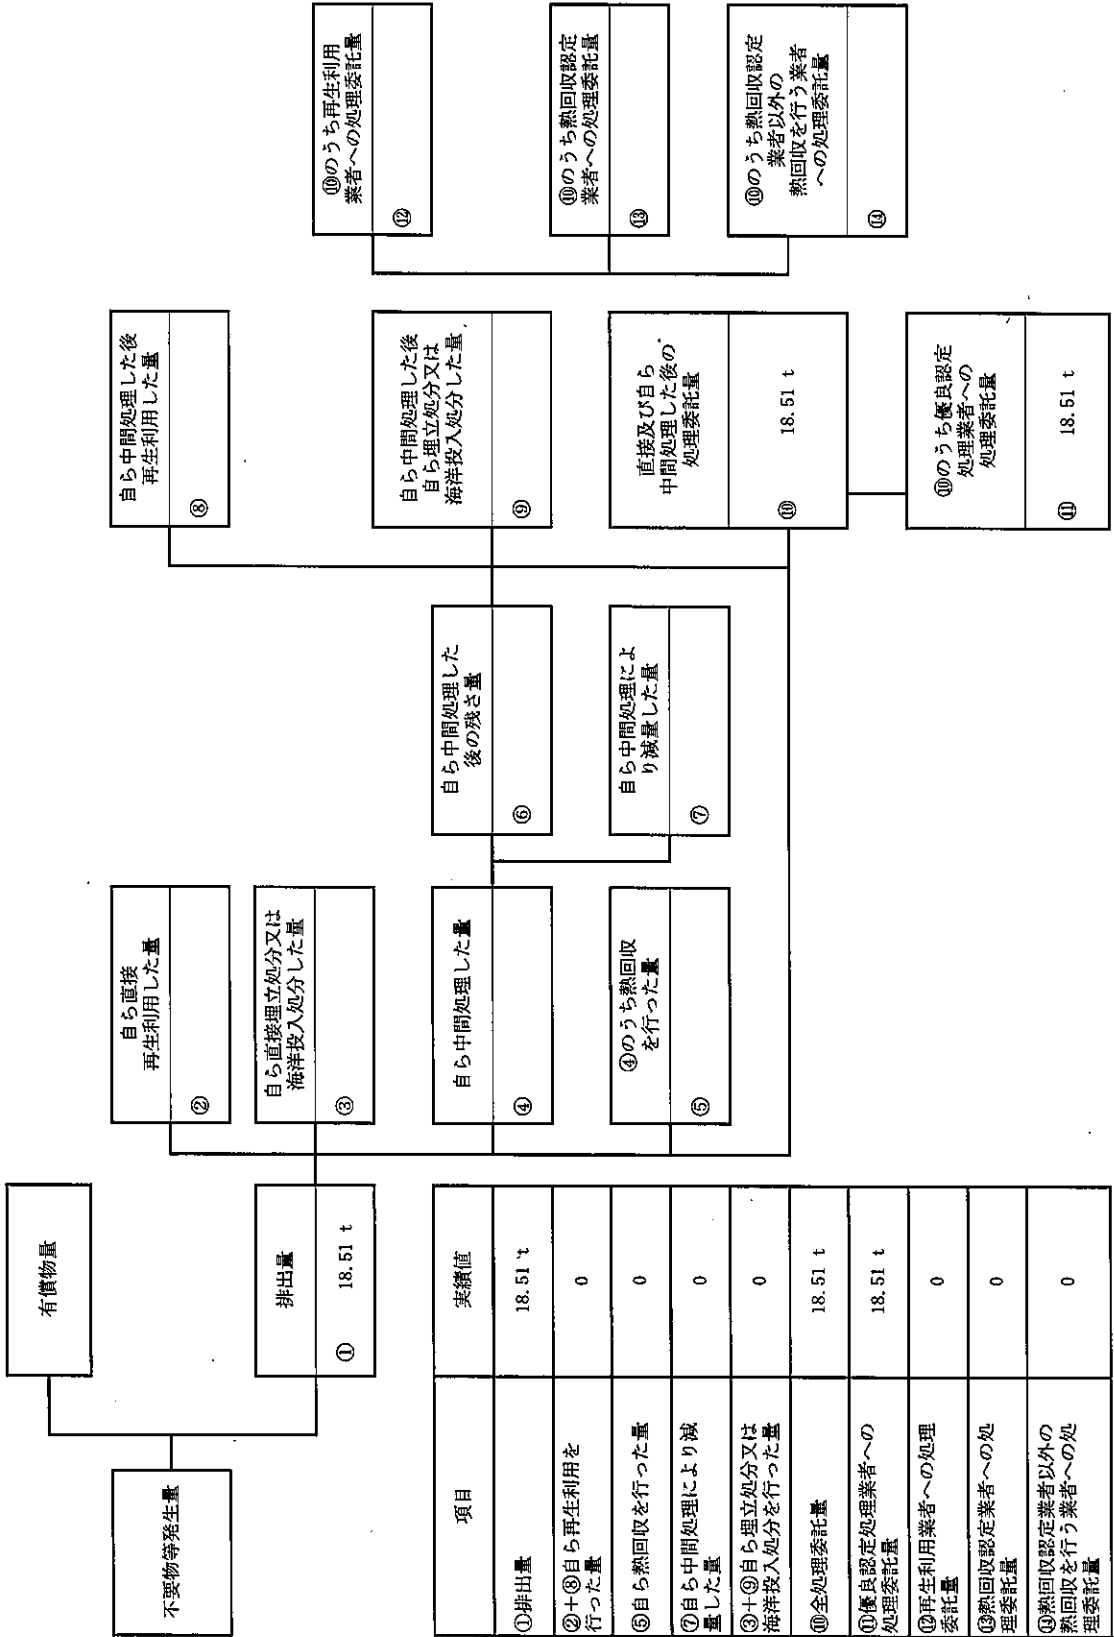 不要物等発生量
有償物量
排出量
① 18.51 t
自ら直接
再生利用した量
②
自ら直接埋立処分又は
海洋投入処分した量
③
自ら中間処理した量
④
④のうち熱回収
を行った量
⑤
自ら中間処理した
後の残さ量
⑥
自ら中間処理によ
り減量した量
⑦
自ら中間処理した後
再生利用した量
⑧
自ら中間処理した後
自ら埋立処分又は
海洋投入処分した量
⑨
直接及び自ら
中間処理した後の
処理委託量
⑩ 18.51 t
⑩のうち優良認定
処理業者への
処理委託量
⑪ 18.51 t
⑩のうち再生利用
業者への処理委託量
⑫
⑩のうち熱回収認定
業者への処理委託量
⑬
⑩のうち熱回収認定
業者以外の
熱回収を行う業者
への処理委託量
⑭
項目 実績値
①排出量 18.51 t
②+⑧自ら再生利用を
行った量 0
⑤自ら熱回収を行った量 0
⑦自ら中間処理により減
量した量 0
③+⑨自ら埋立処分又は
海洋投入処分を行った量 0
⑩全処理委託量 18.51 t
⑪優良認定処理業者への
処理委託量 18.51 t
⑫再生利用業者への処理
委託量 0
⑬熱回収認定業者への処
理委託量 0
⑭熱回収認定業者以外の
熱回収を行う業者への処
理委託量 0